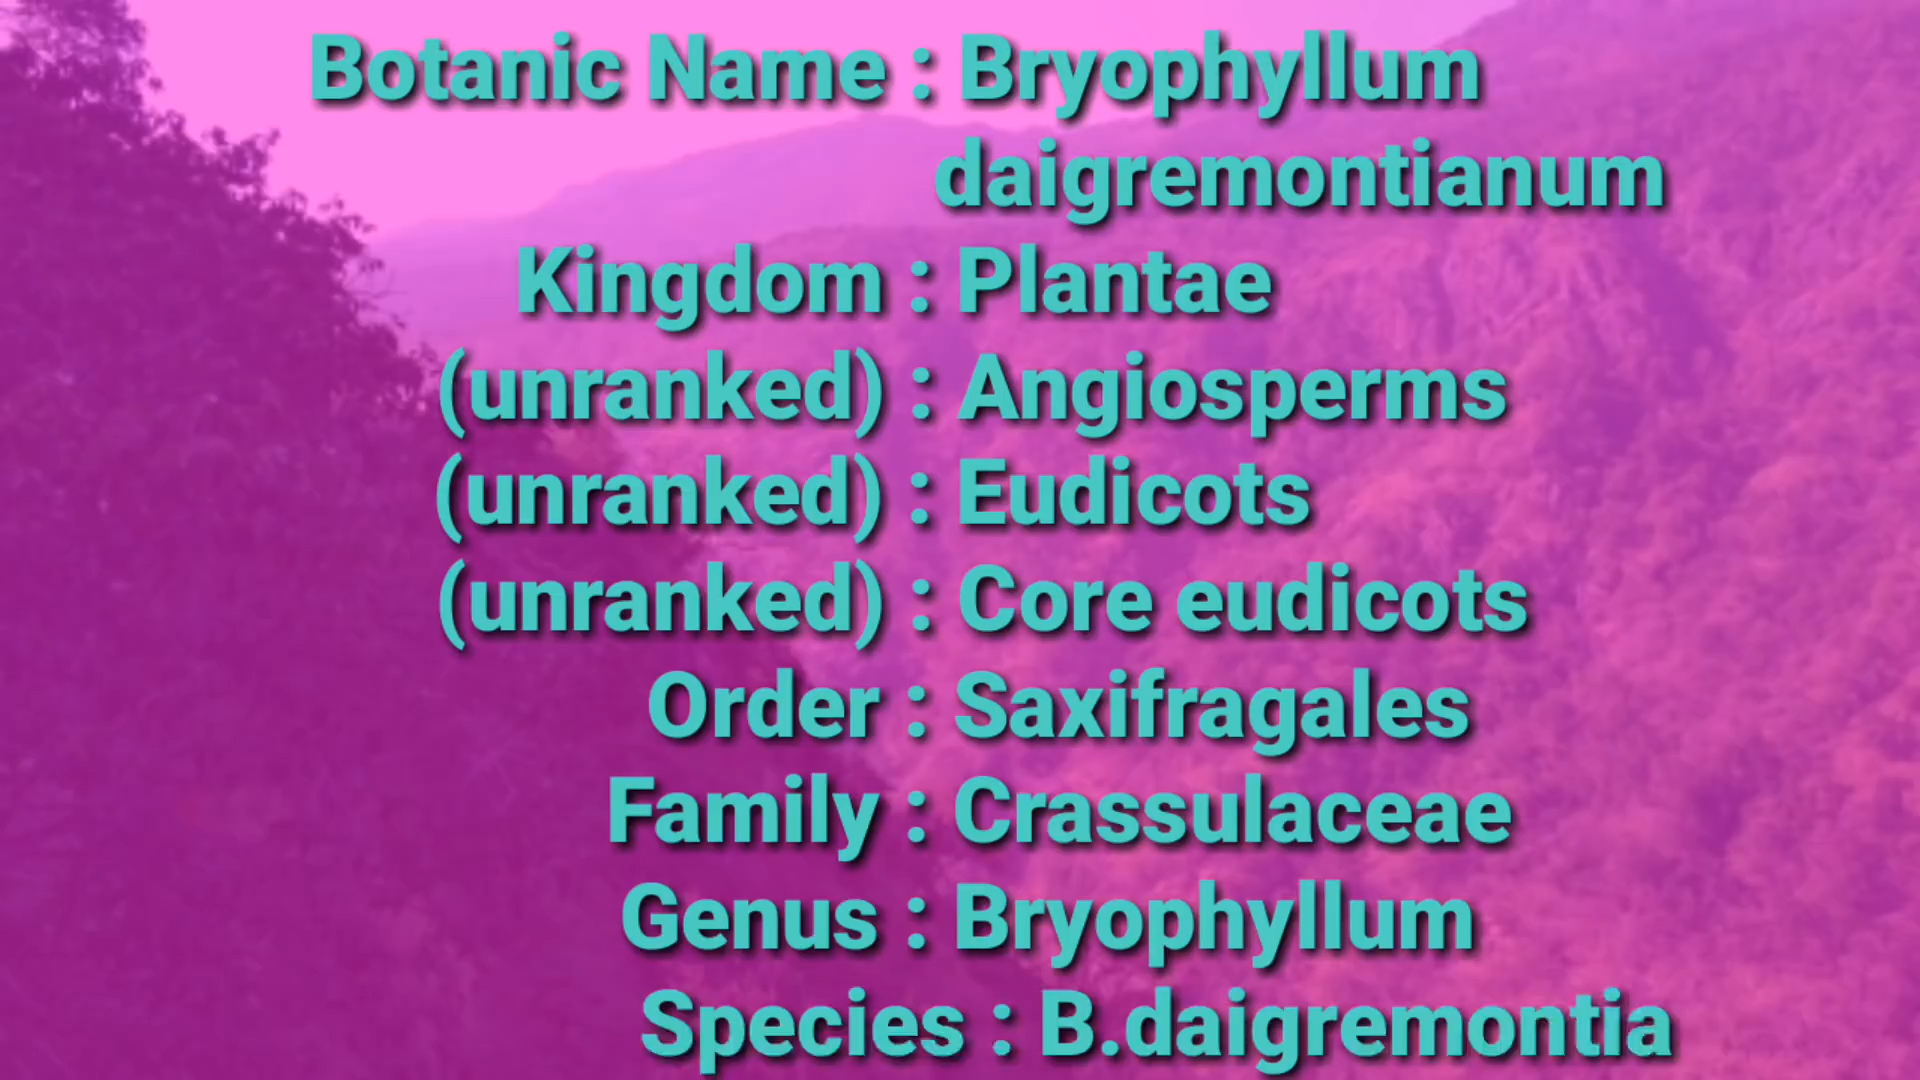 Botanic Name : Bryophyllum
daigremontianum
Kingdom : Plantae
(unranked) : Angiosperms
(unranked) : Eudicots
(unranked) : Core eudicots
Order : Saxifragales
Family : Crassulaceae
Genus : Bryophyllum
Species : B.daigremontia